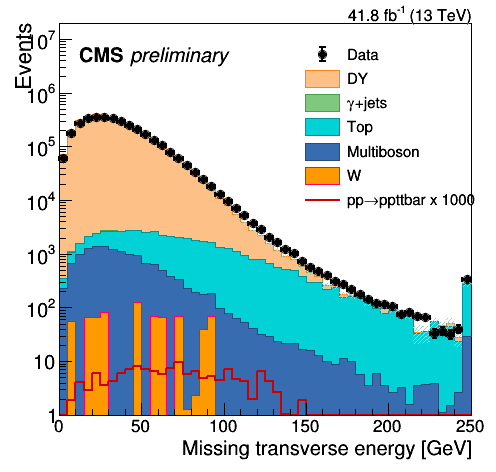 41.8 fb⁻¹ (13 TeV)
Events
CMS preliminary
Data
DY
γ+jets
Top
Multiboson
W
pp→ppttbar x 1000
10⁷
10⁶
10⁵
10⁴
10³
10²
10
1
0 50 100 150 200 250
Missing transverse energy [GeV]